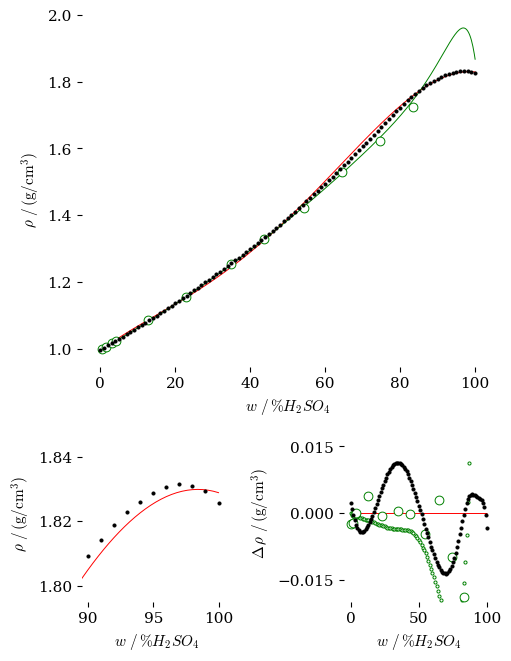 2.0
1.8
1.6
1.4
1.2
1.0
ρ / (g/cm³)
0 20 40 60 80 100
w / %H₂SO₄
1.84
1.82
1.80
ρ / (g/cm³)
90 95 100
w / %H₂SO₄
0.015
0.000
−0.015
Δ ρ / (g/cm³)
0 50 100
w / %H₂SO₄